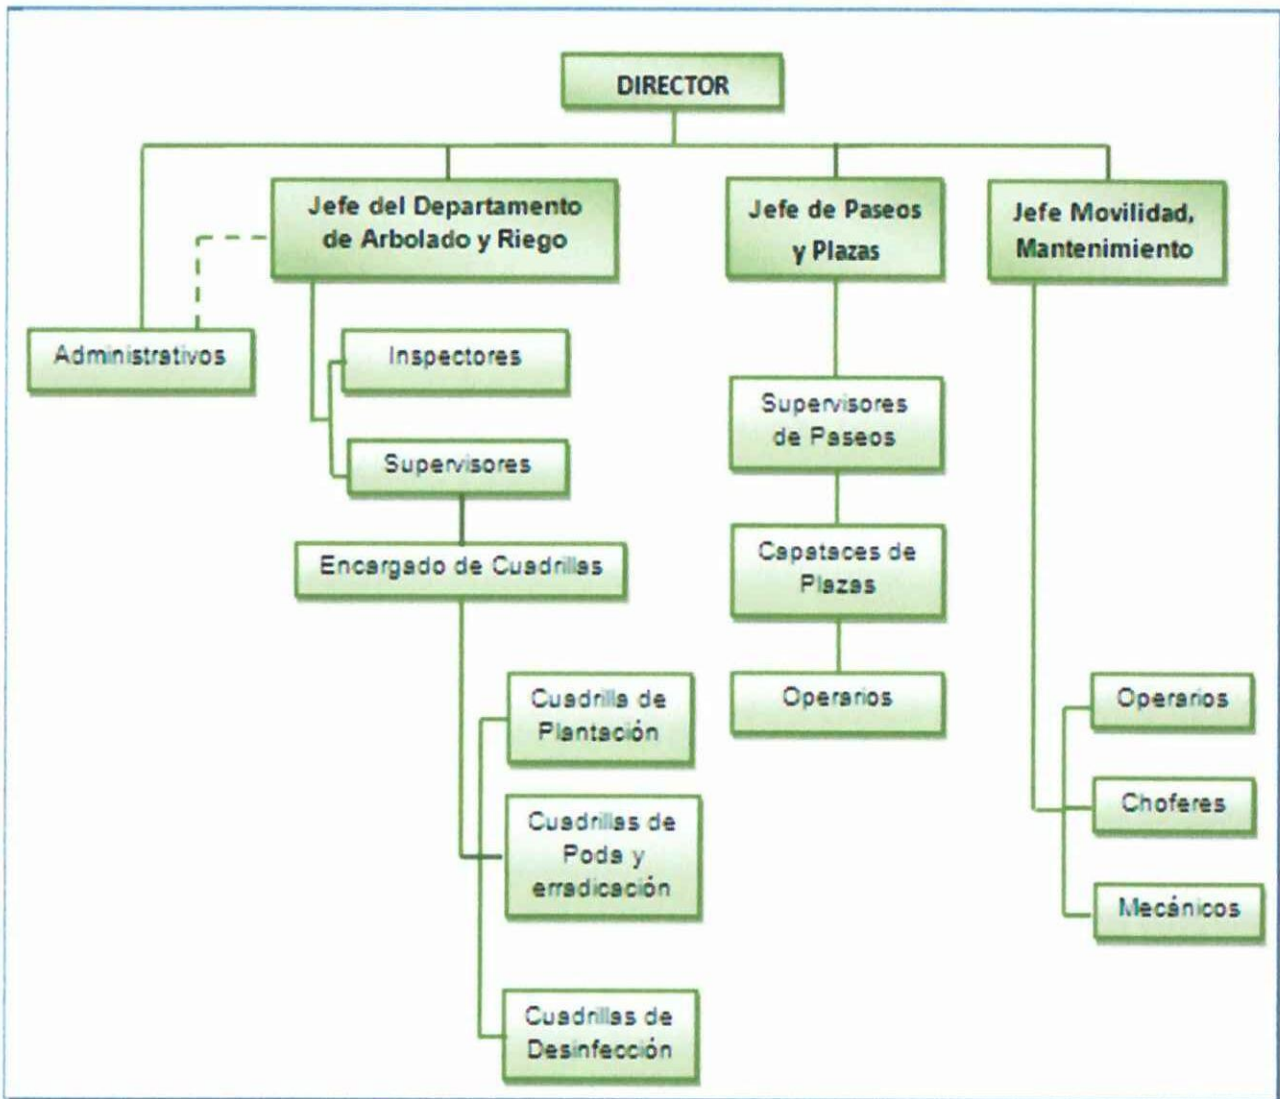 DIRECTOR
Jefe del Departamento
de Arbolado y Riego
Jefe de Paseos
y Plazas
Jefe Movilidad,
Mantenimiento
Administrativos
Inspectores
Supervisores
Encargado de Cuadrillas
Cuadrilla de
Plantación
Cuadrillas de
Poda y
erradicación
Cuadrillas de
Desinfección
Supervisores
de Paseos
Capataces de
Plazas
Operarios
Operarios
Choferes
Mecánicos